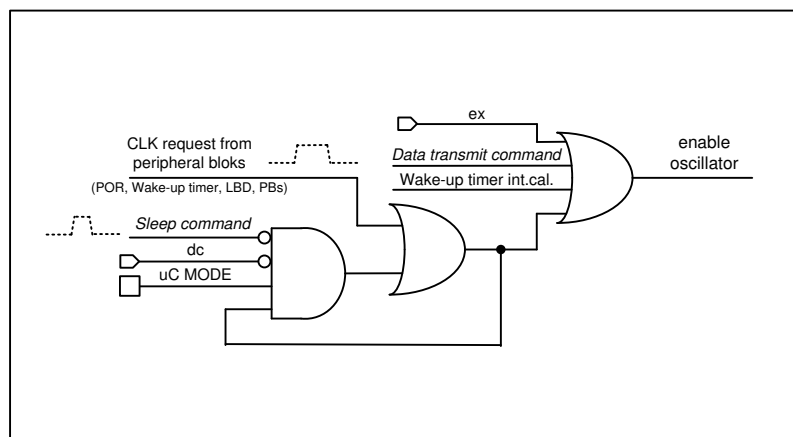 ex
CLK request from
peripheral bloks
(POR, Wake-up timer, LBD, PBs)
Data transmit command
Wake-up timer int.cal.
enable
oscillator
Sleep command
dc
uC MODE